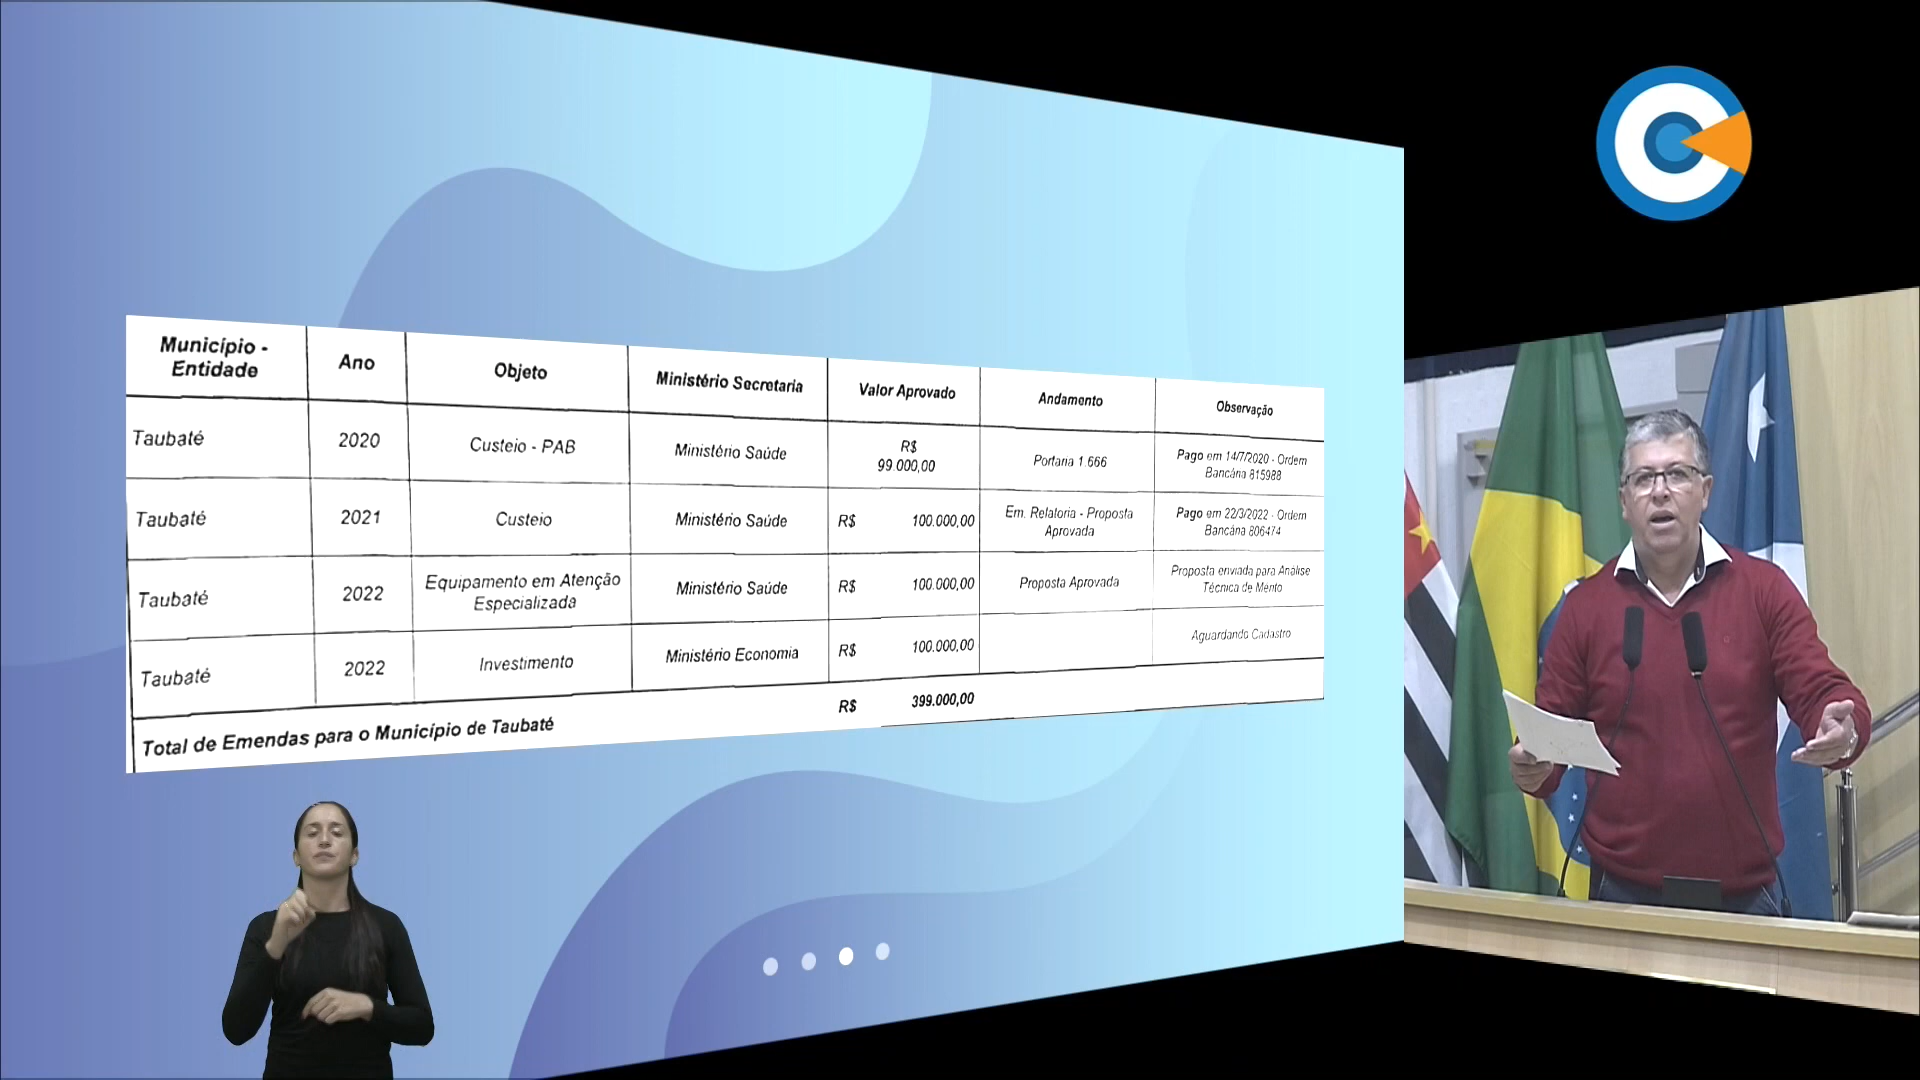 Município - Entidade Ano Objeto Ministério Secretaria Valor Aprovado Andamento Observação
Taubaté 2020 Custeio - PAB Ministério Saúde R$ 99.000,00 Portaria 1.666 Pago em 14/7/2020 - Ordem Bancária 815988
Taubaté 2021 Custeio Ministério Saúde R$ 100.000,00 Em. Relatoria - Proposta Aprovada Pago em 22/3/2022 - Ordem Bancária 806474
Taubaté 2022 Equipamento em Atenção Especializada Ministério Saúde R$ 100.000,00 Proposta Aprovada Proposta enviada para Análise Técnica de Mérito
Taubaté 2022 Investimento Ministério Economia R$ 100.000,00 Aguardando Cadastro
Total de Emendas para o Município de Taubaté R$ 399.000,00